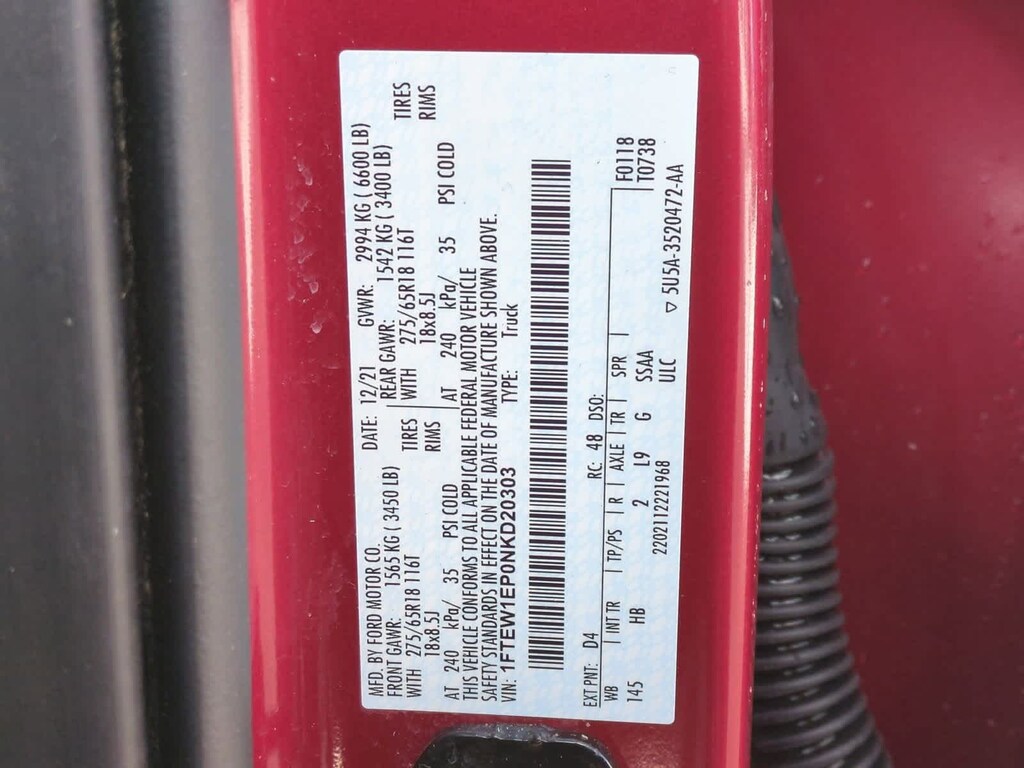 MFD. BY FORD MOTOR CO.
DATE: 12/21 GVWR: 2994 KG ( 6600 LB)
FRONT GAWR: 1565 KG ( 3450 LB) REAR GAWR: 1542 KG ( 3400 LB)
WITH 275/65R18 116T TIRES WITH 275/65R18 116T TIRES
18x8.5J RIMS 18x8.5J RIMS
AT 240 kPa/ 35 PSI COLD AT 240 kPa/ 35 PSI COLD
THIS VEHICLE CONFORMS TO ALL APPLICABLE FEDERAL MOTOR VEHICLE
SAFETY STANDARDS IN EFFECT ON THE DATE OF MANUFACTURE SHOWN ABOVE.
VIN: 1FTEW1EP0NKD20303 TYPE: Truck
EXT PNT: D4 RC: 48 DSO:
WB | INT TR | TP/PS | R | AXLE | TR | SPR | F0118
145 HB 2 L9 G SSAA T0738
2202112221968 ULC
▽ 5U5A-3520472-AA